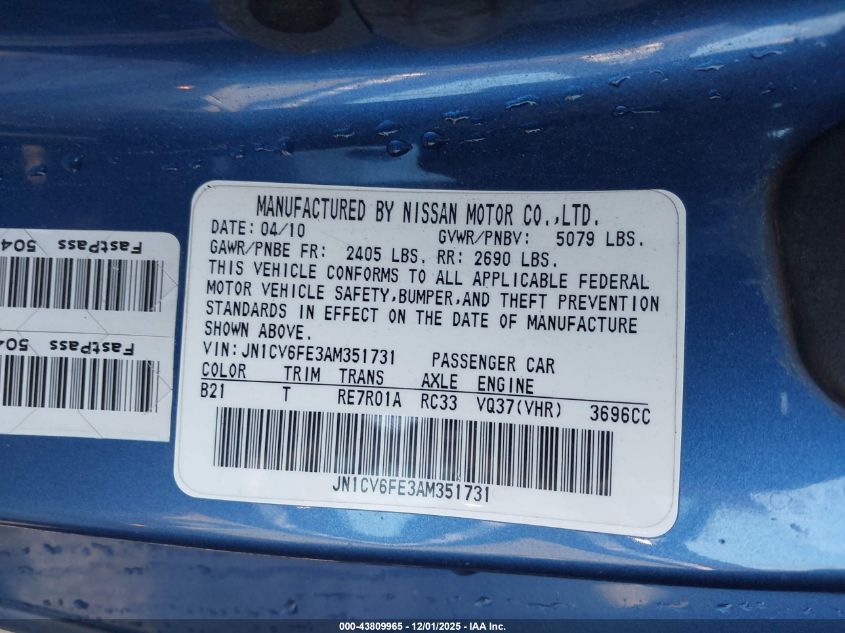 MANUFACTURED BY NISSAN MOTOR CO.,LTD.
DATE: 04/10 GVWR/PNBV: 5079 LBS.
GAWR/PNBE FR: 2405 LBS. RR: 2690 LBS.
THIS VEHICLE CONFORMS TO ALL APPLICABLE FEDERAL
MOTOR VEHICLE SAFETY,BUMPER,AND THEFT PREVENTION
STANDARDS IN EFFECT ON THE DATE OF MANUFACTURE
SHOWN ABOVE.
VIN:JN1CV6FE3AM351731 PASSENGER CAR
COLOR TRIM TRANS AXLE ENGINE
B21 T RE7R01A RC33 VQ37(VHR) 3696CC
JN1CV6FE3AM351731
FastPass 504
FastPass 504
000-43809965 - 12/01/2025 - IAA Inc.